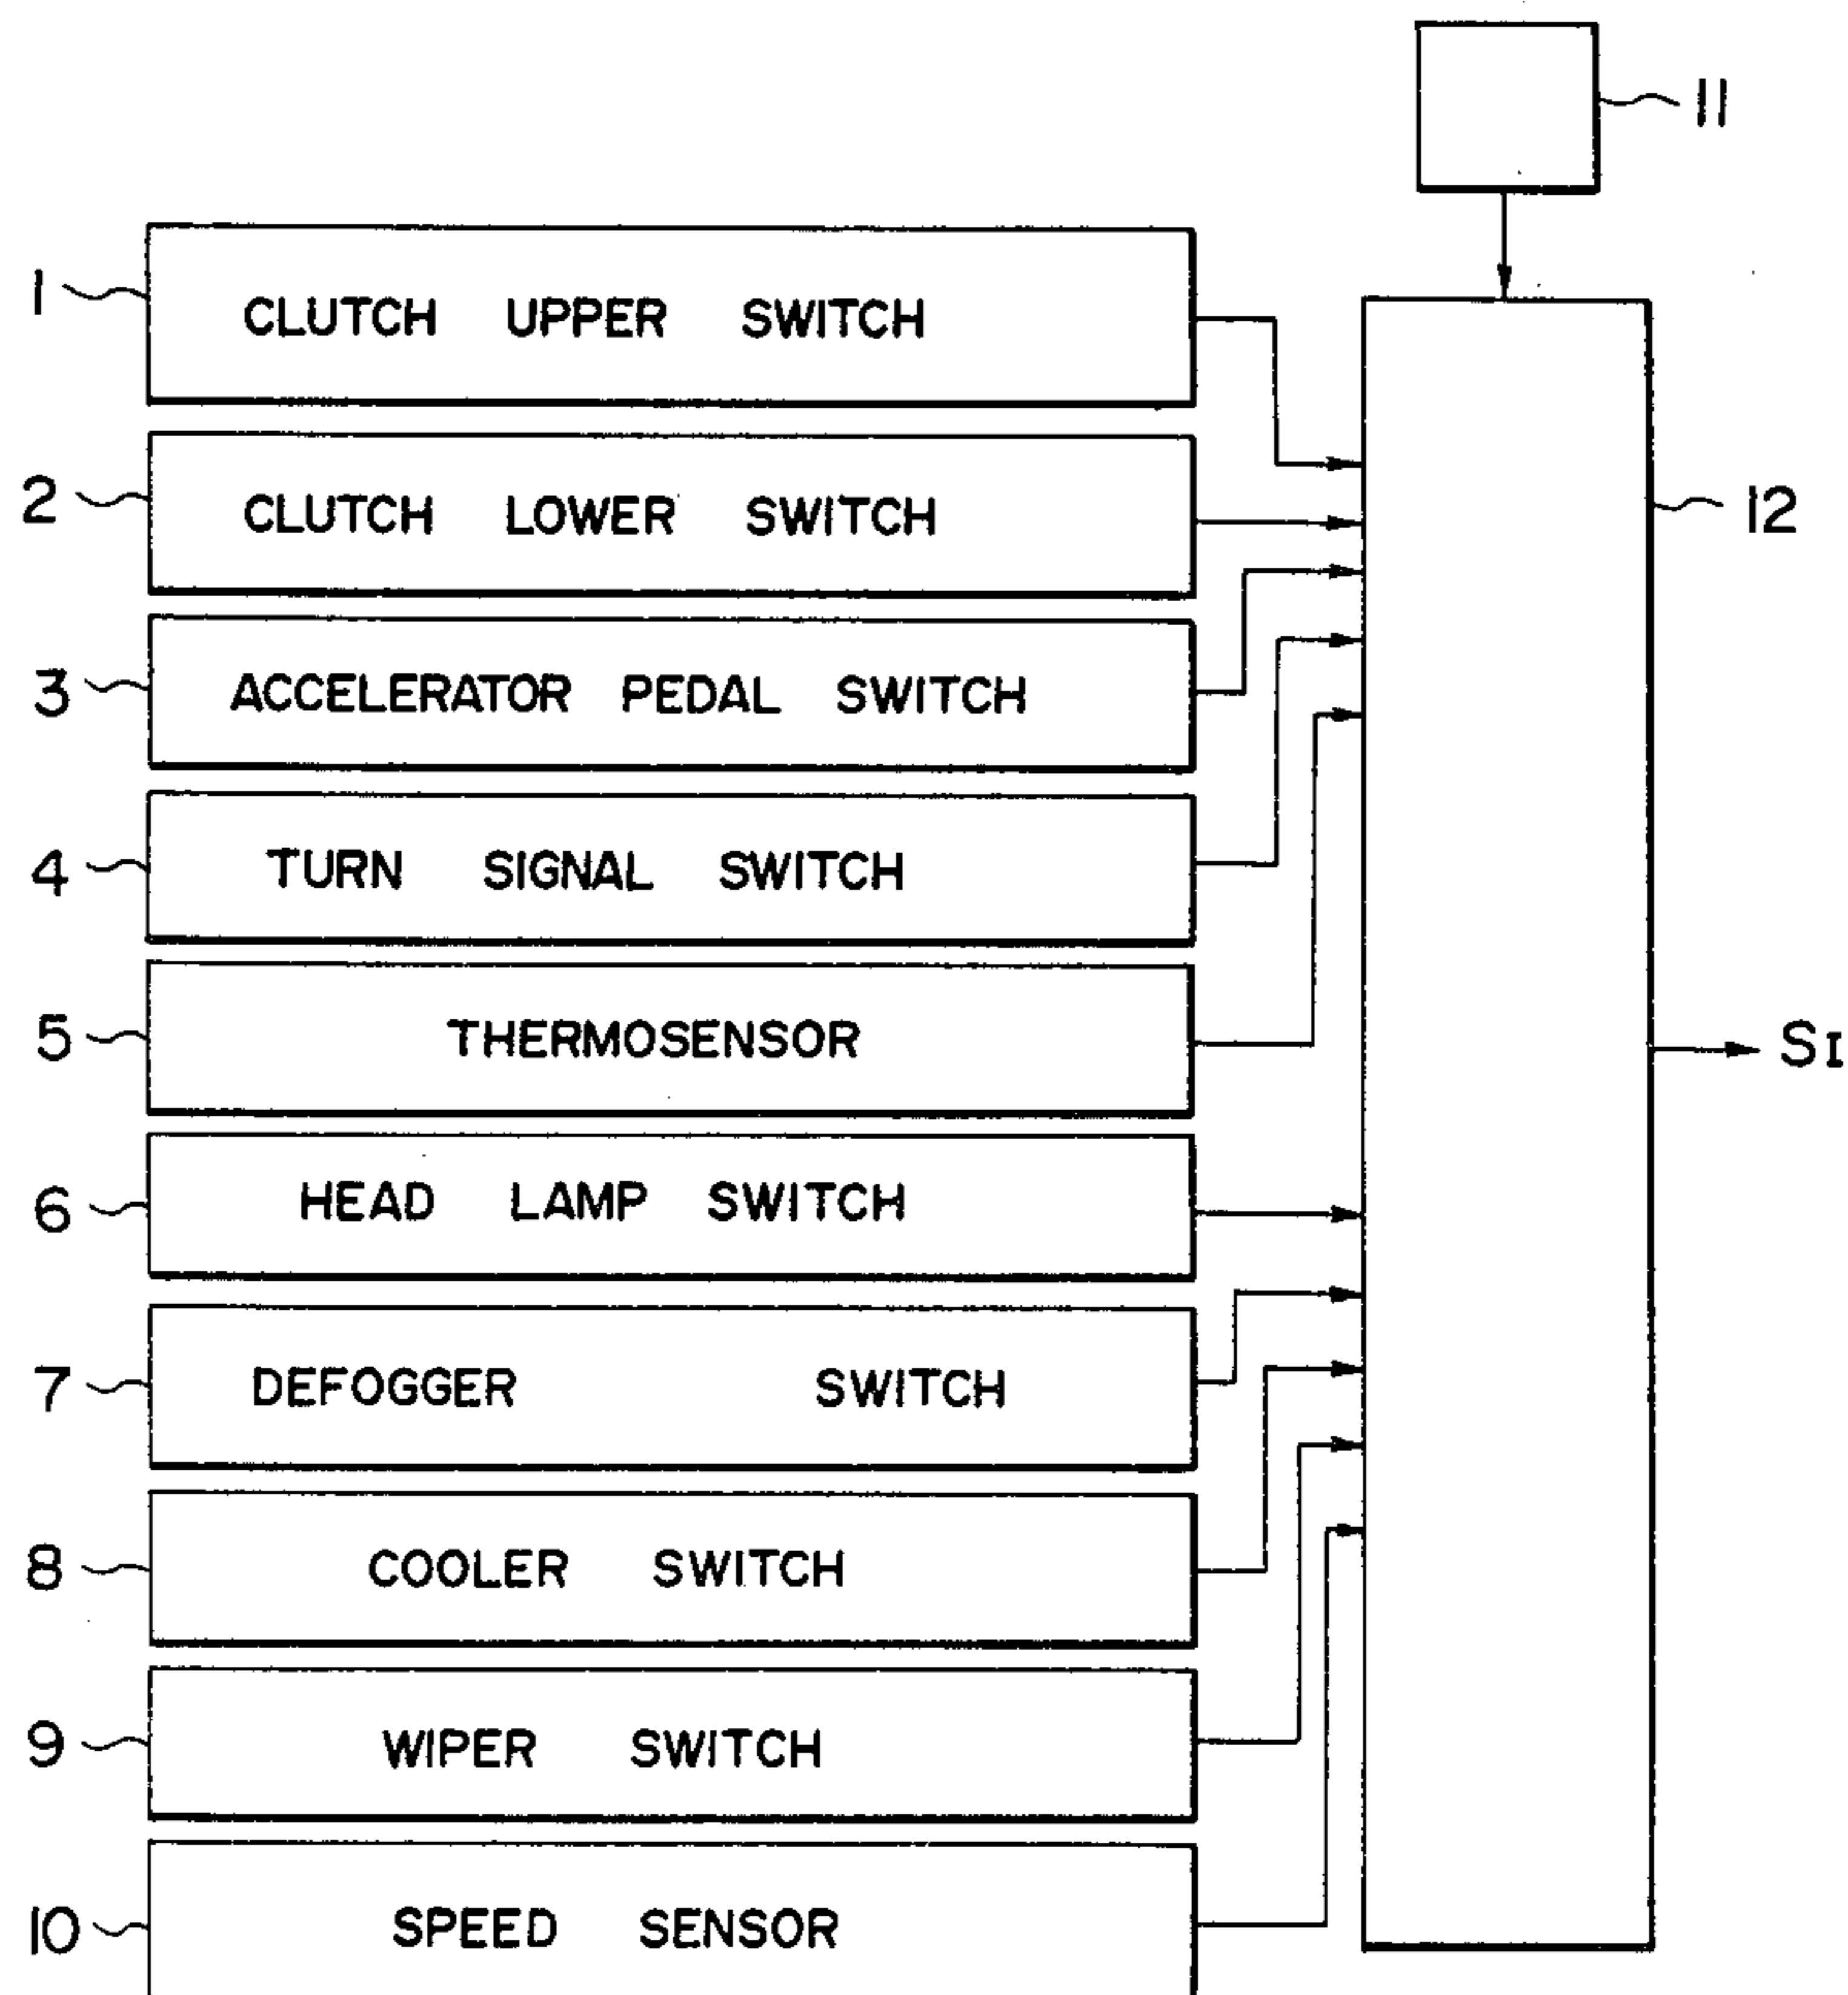 11
1 CLUTCH UPPER SWITCH
2 CLUTCH LOWER SWITCH
12
3 ACCELERATOR PEDAL SWITCH
4 TURN SIGNAL SWITCH
5 THERMOSENSOR
SI
6 HEAD LAMP SWITCH
7 DEFOGGER SWITCH
8 COOLER SWITCH
9 WIPER SWITCH
10 SPEED SENSOR